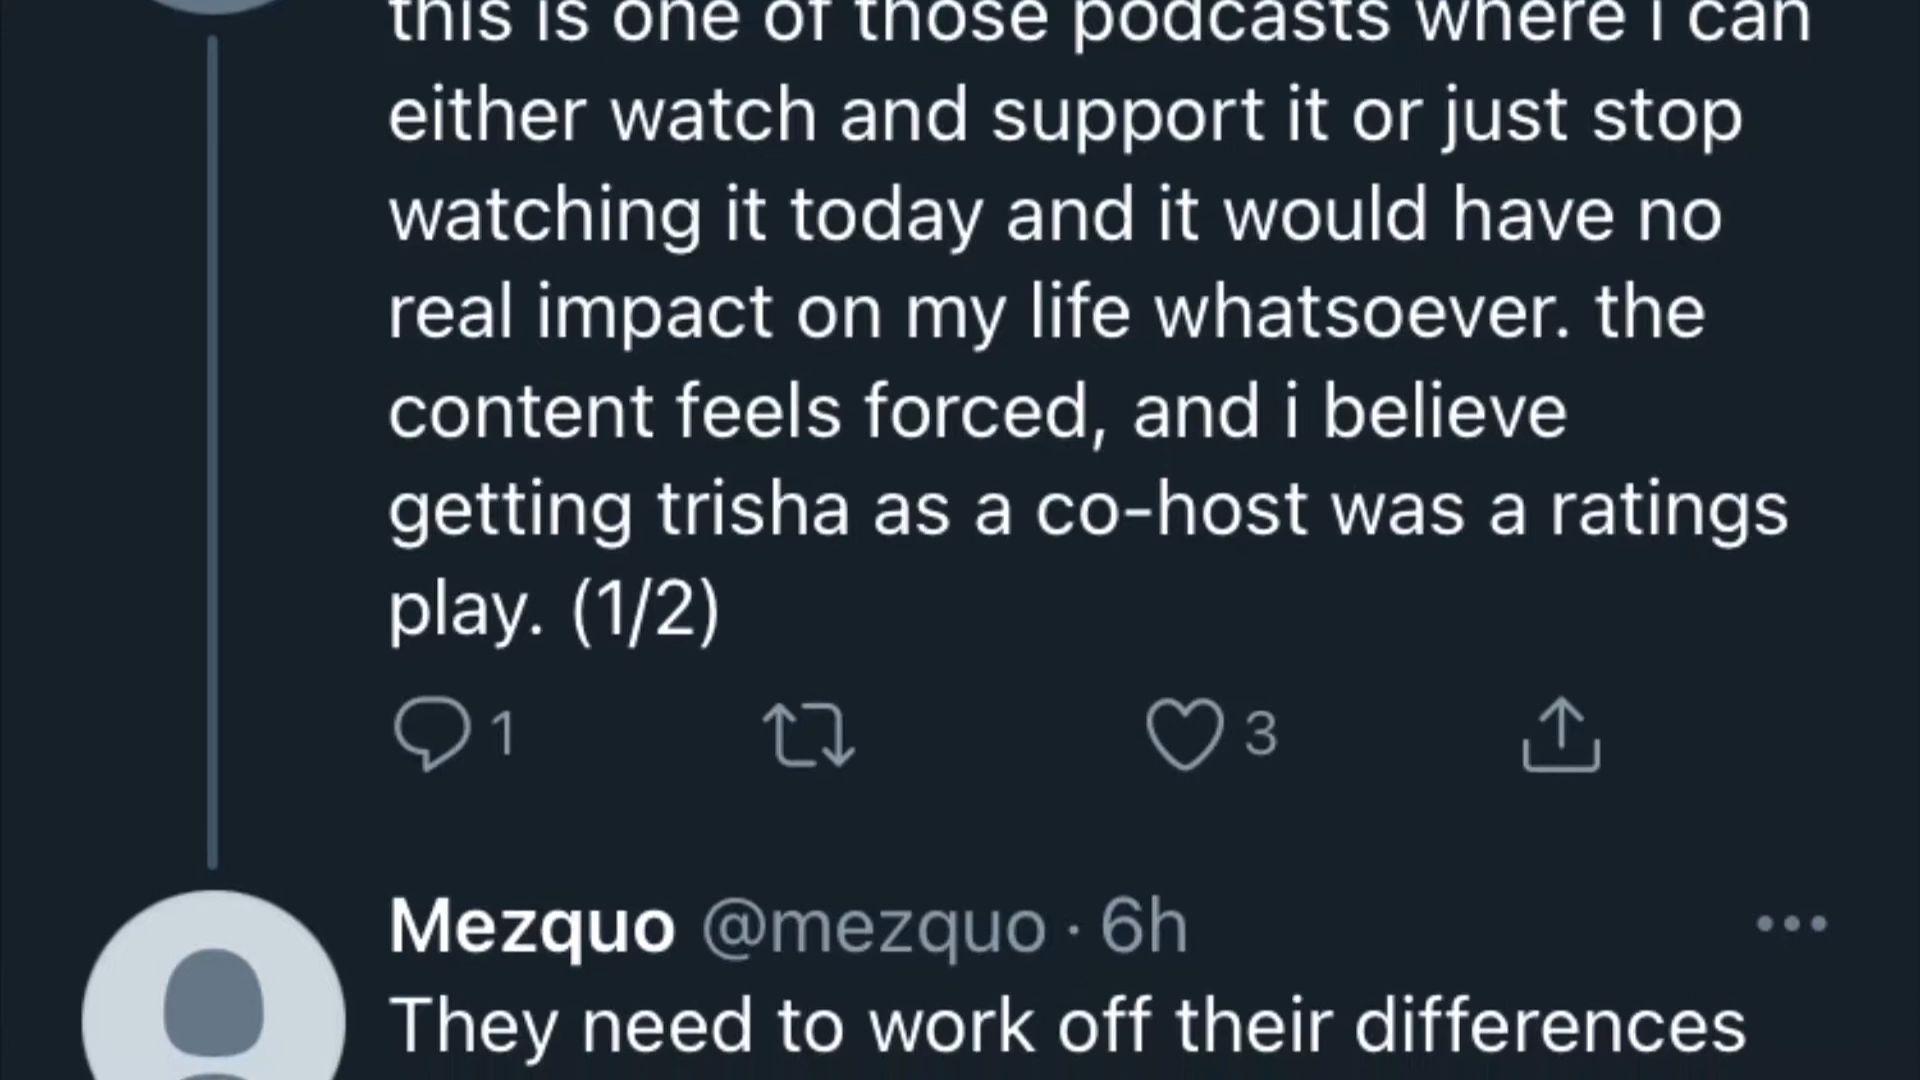 this is one of those podcasts where i can
either watch and support it or just stop
watching it today and it would have no
real impact on my life whatsoever. the
content feels forced, and i believe
getting trisha as a co-host was a ratings
play. (1/2)
1 3
Mezquo @mezquo · 6h
They need to work off their differences